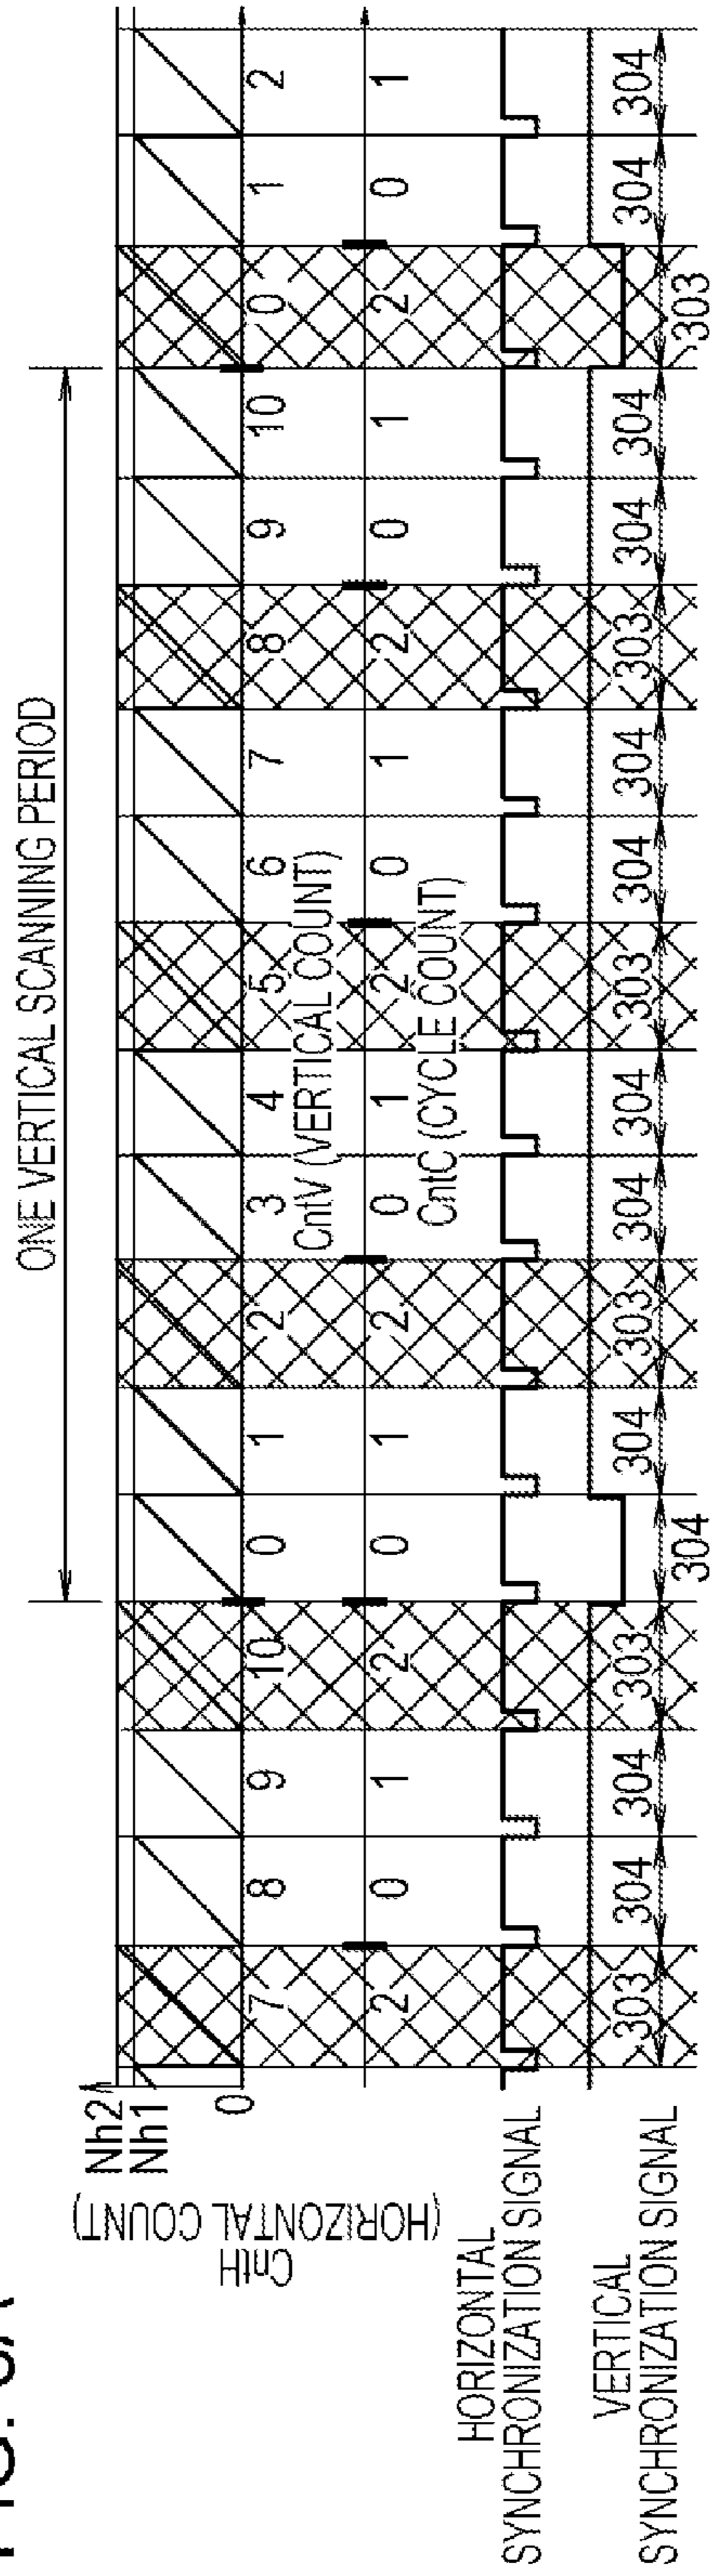 FIG.
ONE VERTICAL SCANNING PERIOD
Nh2
Nh1
0
CntH
(HORIZONTAL COUNT)
7 8 9 10 0 1 2 3 4 5 6 7 8 9 10 0 1 2
CntV (VERTICAL COUNT)
2 0 1 2 0 1 2 0 1 2 0 1 2 0 1 2 0 1
CntC (CYCLE COUNT)
HORIZONTAL
SYNCHRONIZATION SIGNAL
VERTICAL
SYNCHRONIZATION SIGNAL
303 304 304 303 304 303 304 304 303 304 304 303 304 304 304 304
304 303